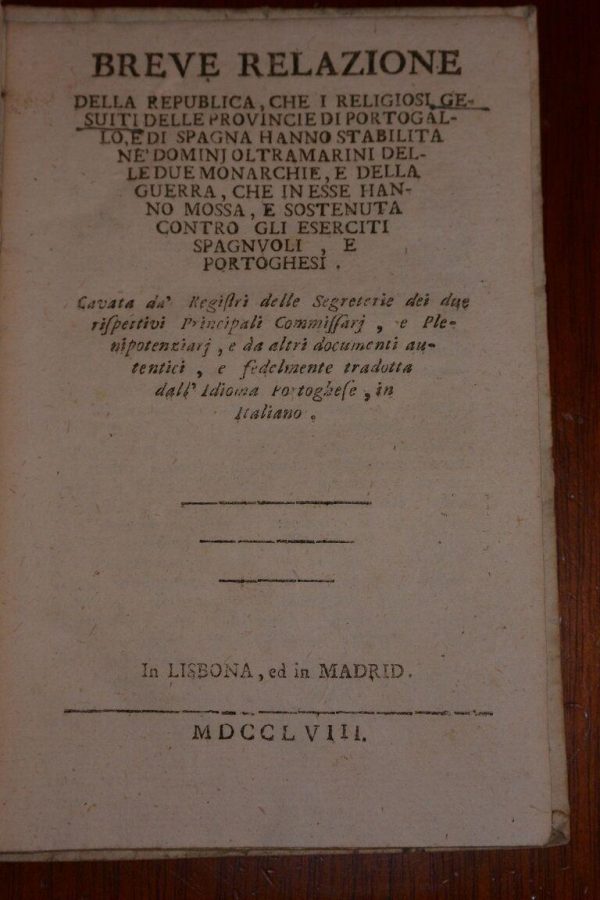 BREVE RELAZIONE
DELLA REPUBLICA, CHE I RELIGIOSI GE-
SUITI DELLE PROVINCIE DI PORTOGAL-
LO, E DI SPAGNA HANNO STABILITA
NE' DOMINJ OLTRAMARINI DEL-
LE DUE MONARCHIE, E DELLA
GUERRA, CHE IN ESSE HAN-
NO MOSSA, E SOSTENUTA
CONTRO GLI ESERCITI
SPAGNVOLI, E
PORTOGHESI.
Cavata da' Regiſtri delle Segreterie dei due
riſpettivi Principali Commiſſarj, e Ple-
nipotenziarj, e da altri documenti au-
tentici, e fedelmente tradotta
dall' Idioma Portogheſe, in
Italiano.
In LISBONA, ed in MADRID.
MDCCLVIII.